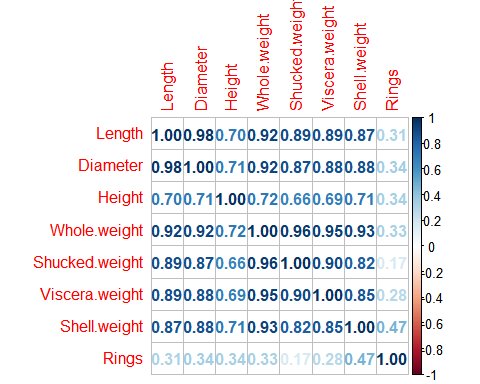 Length
Diameter
Height
Whole.weight
Shucked.weight
Viscera.weight
Shell.weight
Rings
Length 1.00 0.98 0.70 0.92 0.89 0.89 0.87 0.31
Diameter 0.98 1.00 0.71 0.92 0.87 0.88 0.88 0.34
Height 0.70 0.71 1.00 0.72 0.66 0.69 0.71 0.34
Whole.weight 0.92 0.92 0.72 1.00 0.96 0.95 0.93 0.33
Shucked.weight 0.89 0.87 0.66 0.96 1.00 0.90 0.82 0.17
Viscera.weight 0.89 0.88 0.69 0.95 0.90 1.00 0.85 0.28
Shell.weight 0.87 0.88 0.71 0.93 0.82 0.85 1.00 0.47
Rings 0.31 0.34 0.34 0.33 0.17 0.28 0.47 1.00
1
0.8
0.6
0.4
0.2
0
-0.2
-0.4
-0.6
-0.8
-1